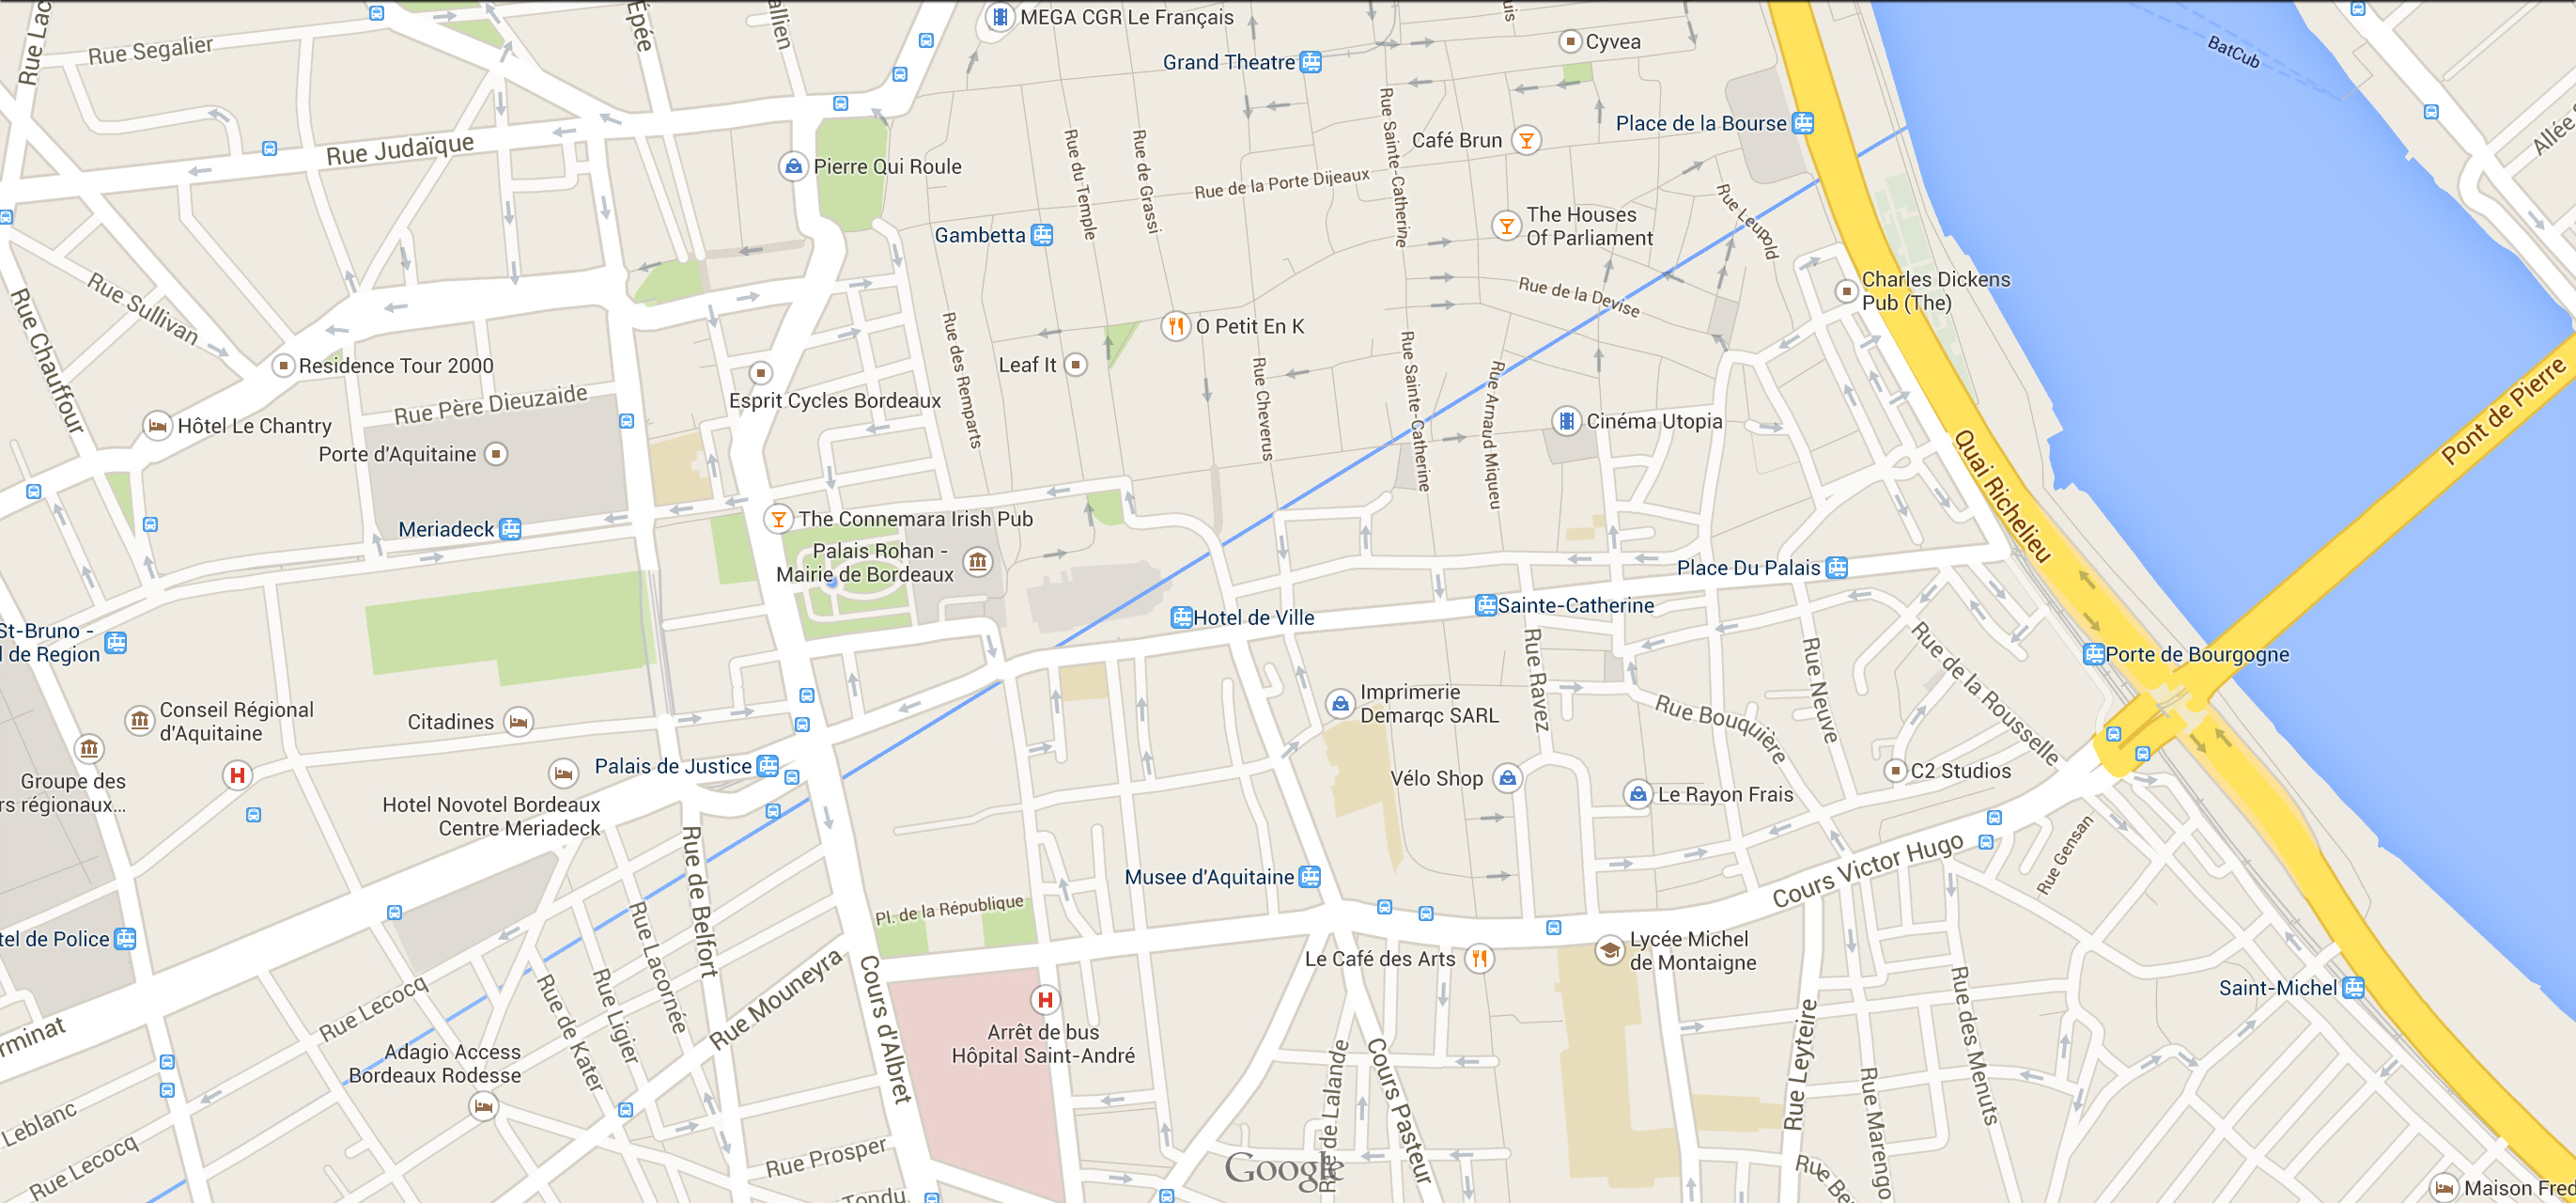 Rue Lac
Épée
allien
MEGA CGR Le Français
uis
Cyvea
BatCub
Rue Segalier
Grand Theatre
Allée
Rue Judaïque
Place de la Bourse
Café Brun
Pierre Qui Roule
Rue du Temple
Rue de Grassi
Rue de la Porte Dijeaux
Rue Sainte-Catherine
Rue Leupold
The Houses
Of Parliament
Gambetta
Rue Sullivan
Rue Chauffour
Rue de la Devise
Charles Dickens
Pub (The)
O Petit En K
Rue des Remparts
Leaf It
Residence Tour 2000
Rue Père Dieuzaide
Esprit Cycles Bordeaux
Rue Cheverus
Rue Sainte-Catherine
Rue Arnaud Miqueu
Cinéma Utopia
Pont de Pierre
Quai Richelieu
Hôtel Le Chantry
Porte d'Aquitaine
Meriadeck
The Connemara Irish Pub
Palais Rohan -
Mairie de Bordeaux
Place Du Palais
Hotel de Ville
Sainte-Catherine
St-Bruno -
l de Region
Porte de Bourgogne
Rue Ravez
Rue Neuve
Rue de la Rousselle
Rue Bouquière
Imprimerie
Demarqc SARL
Conseil Régional
d'Aquitaine
Citadines
Groupe des
rs régionaux...
Palais de Justice
Hotel Novotel Bordeaux
Centre Meriadeck
Vélo Shop
Le Rayon Frais
C2 Studios
Rue de Belfort
Cours Victor Hugo
Rue Gensan
Musee d'Aquitaine
Pl. de la République
tel de Police
Rue Lacornée
Rue Ligier
Rue de Kater
Rue Lecocq
Rue Mouneyra
Cours d'Albret
Le Café des Arts
Lycée Michel
de Montaigne
Saint-Michel
Arrêt de bus
Hôpital Saint-André
rminat
Adagio Access
Bordeaux Rodesse
Rue de Lalande
Cours Pasteur
Rue Leyteire
Rue des Menuts
Rue Marengo
Leblanc
Rue Lecocq
Rue Prosper
Tondu
Google
Rue Be
Maison Fred